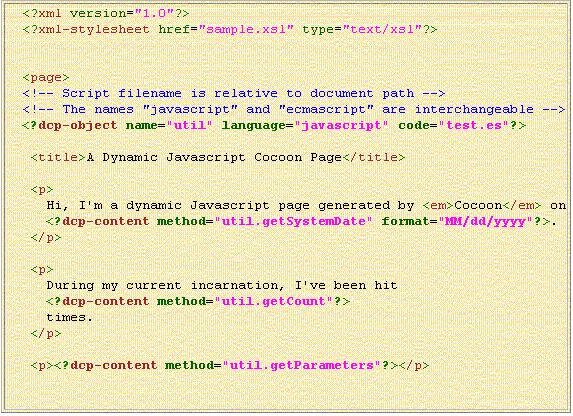 <?xml version="1.0"?>
<?xml-stylesheet href="sample.xsl" type="text/xsl"?>
<page>
<!-- Script filename is relative to document path -->
<!-- The names "javascript" and "ecmascript" are interchangeable -->
<?dcp-object name="util" language="javascript" code="test.es"?>
<title>A Dynamic Javascript Cocoon Page</title>
<p>
Hi, I'm a dynamic Javascript page generated by <em>Cocoon</em> on
<?dcp-content method="util.getSystemDate" format="MM/dd/yyyy"?>.
</p>
<p>
During my current incarnation, I've been hit
<?dcp-content method="util.getCount"?>
times.
</p>
<p><?dcp-content method="util.getParameters"?></p>